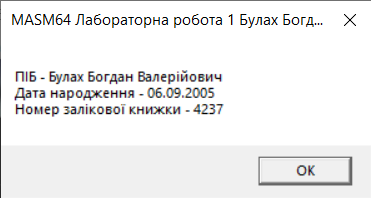 MASM64 Лабораторна робота 1 Булах Богд...
ПІБ - Булах Богдан Валерійович
Дата народження - 06.09.2005
Номер залікової книжки - 4237
OK